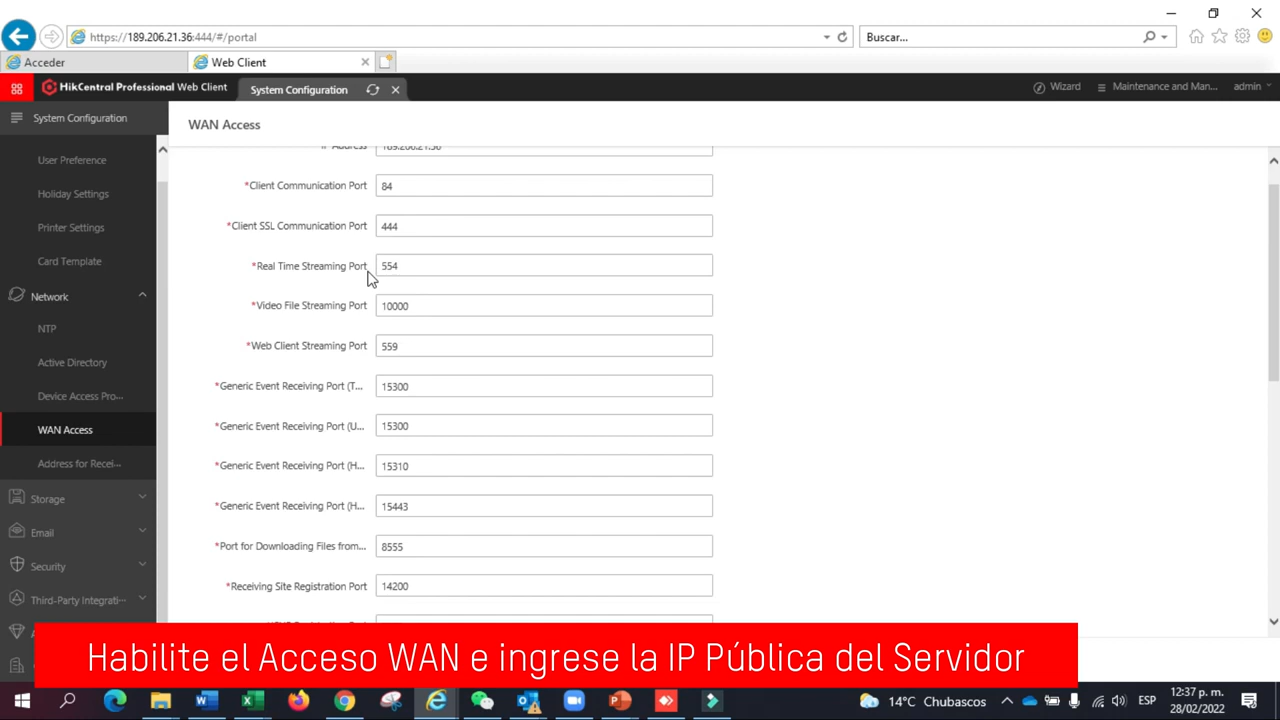 https://189.206.21.36:444/#/portal
Buscar...
Acceder
Web Client
HikCentral Professional Web Client
System Configuration
Wizard
Maintenance and Man...
admin
System Configuration
WAN Access
User Preference
Holiday Settings
Printer Settings
Card Template
Network
NTP
Active Directory
Device Access Pro...
WAN Access
Address for Recei...
Storage
Email
Security
Third-Party Integrati...
IP Address 189.206.21.36
*Client Communication Port 84
*Client SSL Communication Port 444
*Real Time Streaming Port 554
*Video File Streaming Port 10000
*Web Client Streaming Port 559
*Generic Event Receiving Port (T... 15300
*Generic Event Receiving Port (U... 15300
*Generic Event Receiving Port (H... 15310
*Generic Event Receiving Port (H... 15443
*Port for Downloading Files from... 8555
*Receiving Site Registration Port 14200
Habilite el Acceso WAN e ingrese la IP Pública del Servidor
14°C Chubascos
ESP
12:37 p. m.
28/02/2022